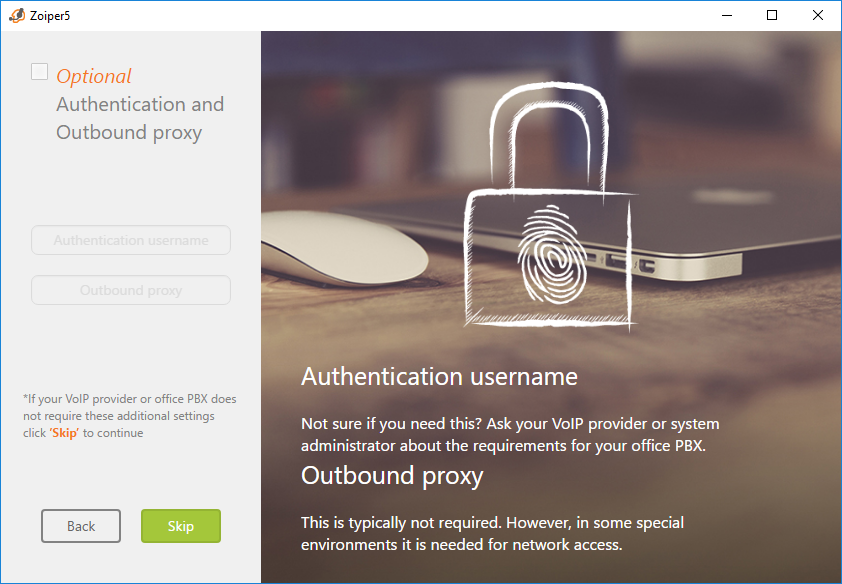 Zoiper5
Optional
Authentication and
Outbound proxy
Authentication username
Outbound proxy
*If your VoIP provider or office PBX does
not require these additional settings
click 'Skip' to continue
Back
Skip
Authentication username
Not sure if you need this? Ask your VoIP provider or system
administrator about the requirements for your office PBX.
Outbound proxy
This is typically not required. However, in some special
environments it is needed for network access.